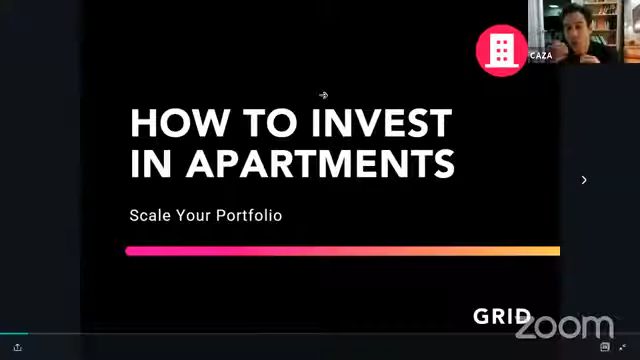 CAZA
HOW TO INVEST
IN APARTMENTS
Scale Your Portfolio
GRID
zoom